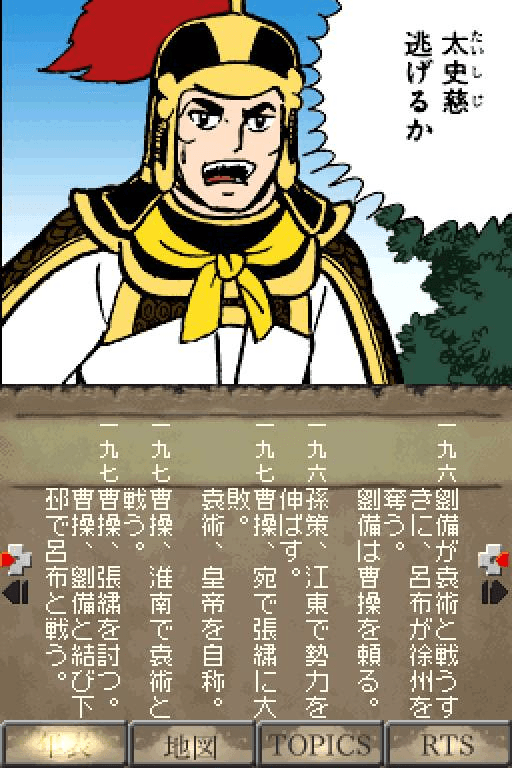 太史慈
たいしじ
逃げるか
一九六
劉備が袁術と戦うす
きに、呂布が徐州を
奪う。
劉備は曹操を頼る。
一九六
孫策、江東で勢力を
伸ばす。
一九七
曹操、宛で張繍に大
敗。
袁術、皇帝を自称。
一九七
曹操、淮南で袁術と
戦う。
一九七
曹操、張繍を討つ。
曹操、劉備と結び下
邳で呂布と戦う。
年表
地図
TOPICS
RTS